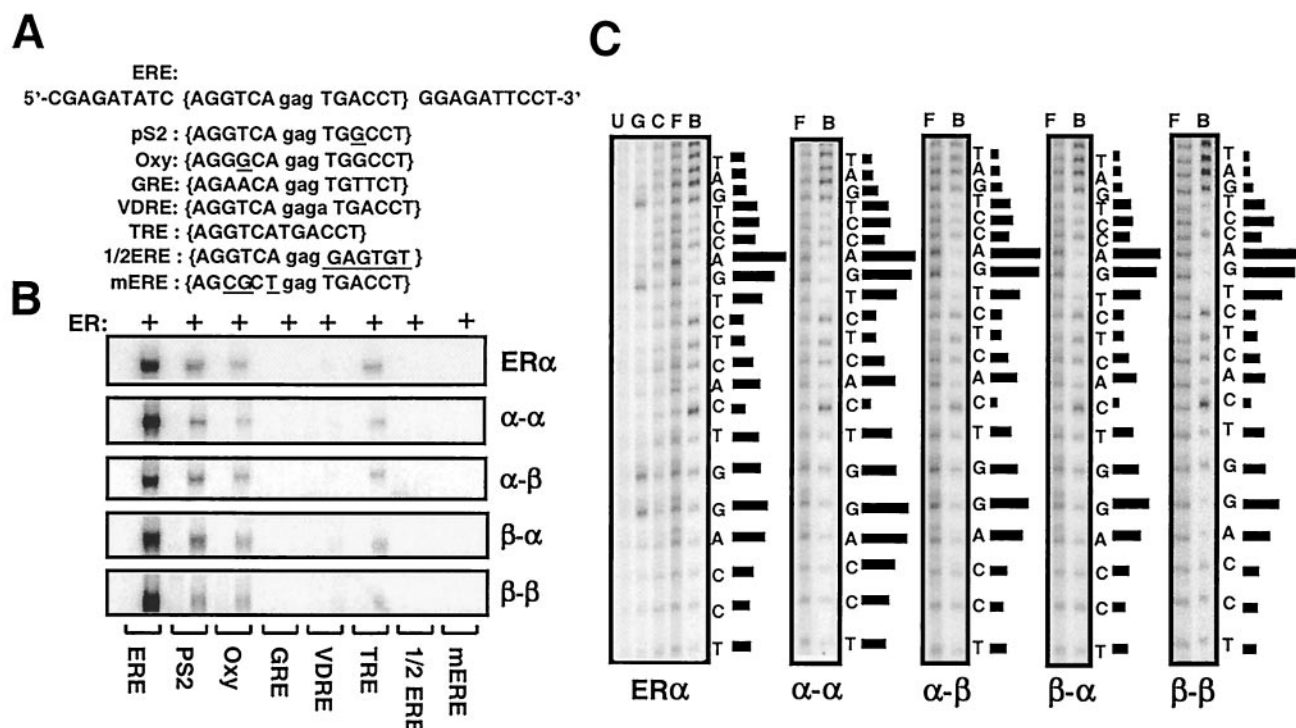 A
ERE:
5'-CGAGATATC {AGGTCA gag TGACCT} GGAGATTCCT-3'
pS2 : {AGGTCA gag TGGCCT}
Oxy: {AGGGCA gag TGGCCT}
GRE: {AGAACA gag TGTTCT}
VDRE: {AGGTCA gaga TGACCT}
TRE : {AGGTCATGACCT}
1/2ERE : {AGGTCA gag GAGTGT}
mERE : {AGCGCT gag TGACCT}
B
ER: + + + + + + + +
ERα
α-α
α-β
β-α
β-β
ERE PS2 Oxy GRE VDRE TRE 1/2 ERE mERE
C
U G C F B
T
A
G
T
C
C
A
G
T
C
T
C
A
C
T
G
G
A
C
C
T
ERα
F B
T
A
G
T
C
C
A
G
T
C
T
C
A
C
T
G
G
A
C
C
T
α-α
F B
T
A
G
T
C
C
A
G
T
C
T
C
A
C
T
G
G
A
C
C
T
α-β
F B
T
A
G
T
C
C
A
G
T
C
T
C
A
C
T
G
G
A
C
C
T
β-α
F B
T
A
G
T
C
C
A
G
T
C
T
C
A
C
T
G
G
A
C
C
T
β-β